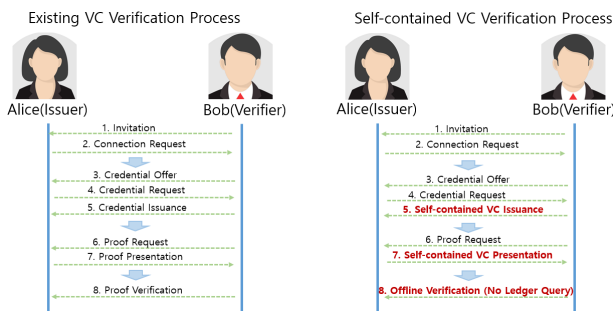 Existing VC Verification Process
Alice(Issuer)
Bob(Verifier)
1. Invitation
2. Connection Request
3. Credential Offer
4. Credential Request
5. Credential Issuance
6. Proof Request
7. Proof Presentation
8. Proof Verification
Self-contained VC Verification Process
Alice(Issuer)
Bob(Verifier)
1. Invitation
2. Connection Request
3. Credential Offer
4. Credential Request
5. Self-contained VC Issuance
6. Proof Request
7. Self-contained VC Presentation
8. Offline Verification (No Ledger Query)